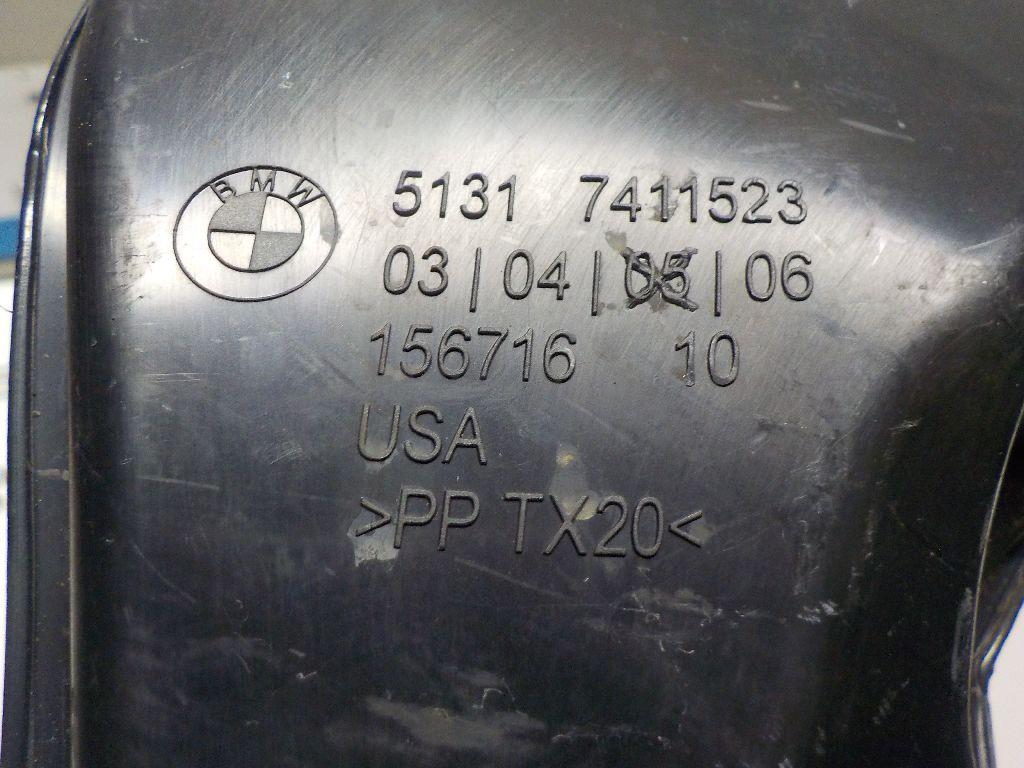 BMW
5131 7411523
03 | 04 | 05 | 06
156716 10
USA
>PP TX20<